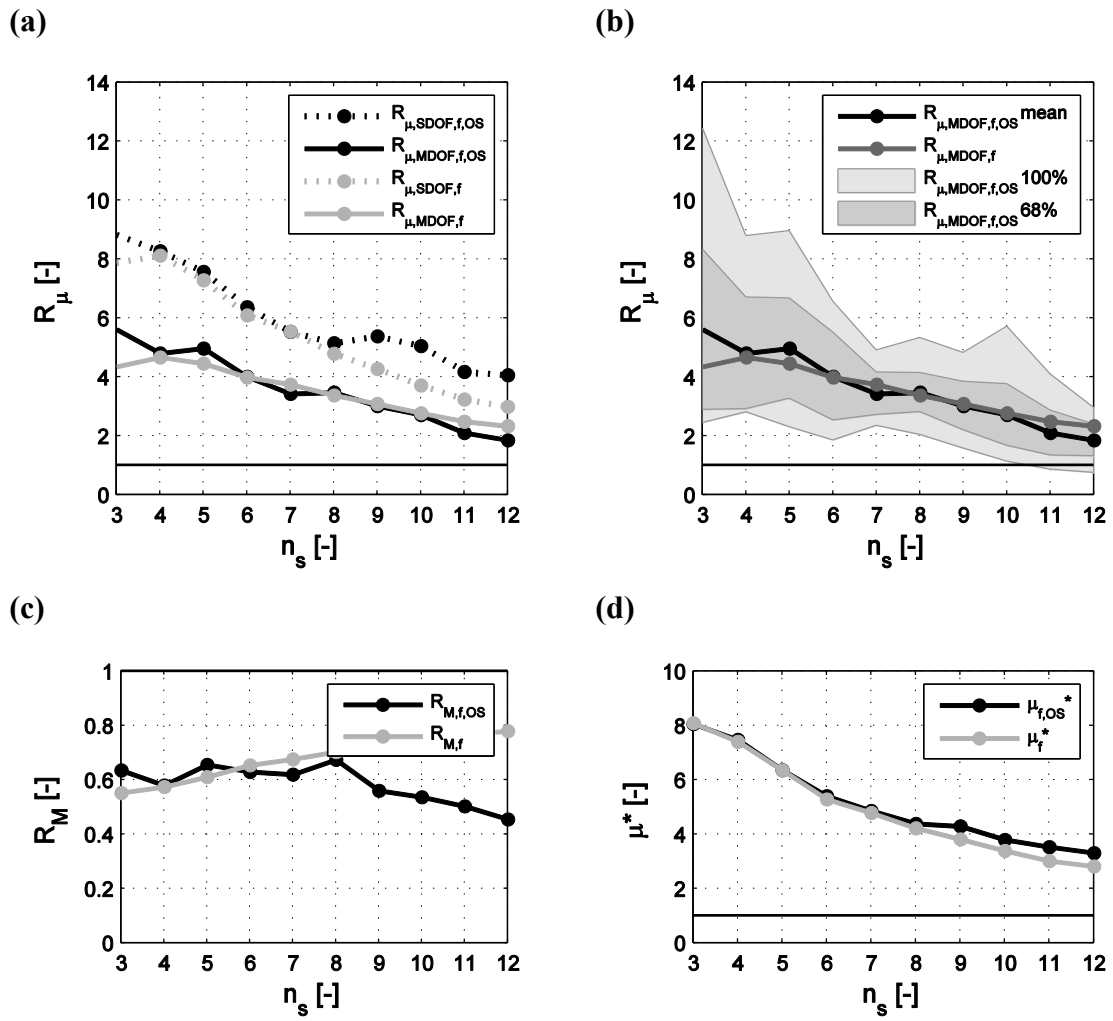 (a)
14
12
10
8
6
4
2
0
R_μ [-]
R_μ,SDOF,f,OS
R_μ,MDOF,f,OS
R_μ,SDOF,f
R_μ,MDOF,f
3 4 5 6 7 8 9 10 11 12
n_s [-]
(b)
14
12
10
8
6
4
2
0
R_μ [-]
R_μ,MDOF,f,OS mean
R_μ,MDOF,f
R_μ,MDOF,f,OS 100%
R_μ,MDOF,f,OS 68%
3 4 5 6 7 8 9 10 11 12
n_s [-]
(c)
1
0.8
0.6
0.4
0.2
0
R_M [-]
R_M,f,OS
R_M,f
3 4 5 6 7 8 9 10 11 12
n_s [-]
(d)
10
8
6
4
2
0
μ* [-]
μ_f,OS*
μ_f*
3 4 5 6 7 8 9 10 11 12
n_s [-]